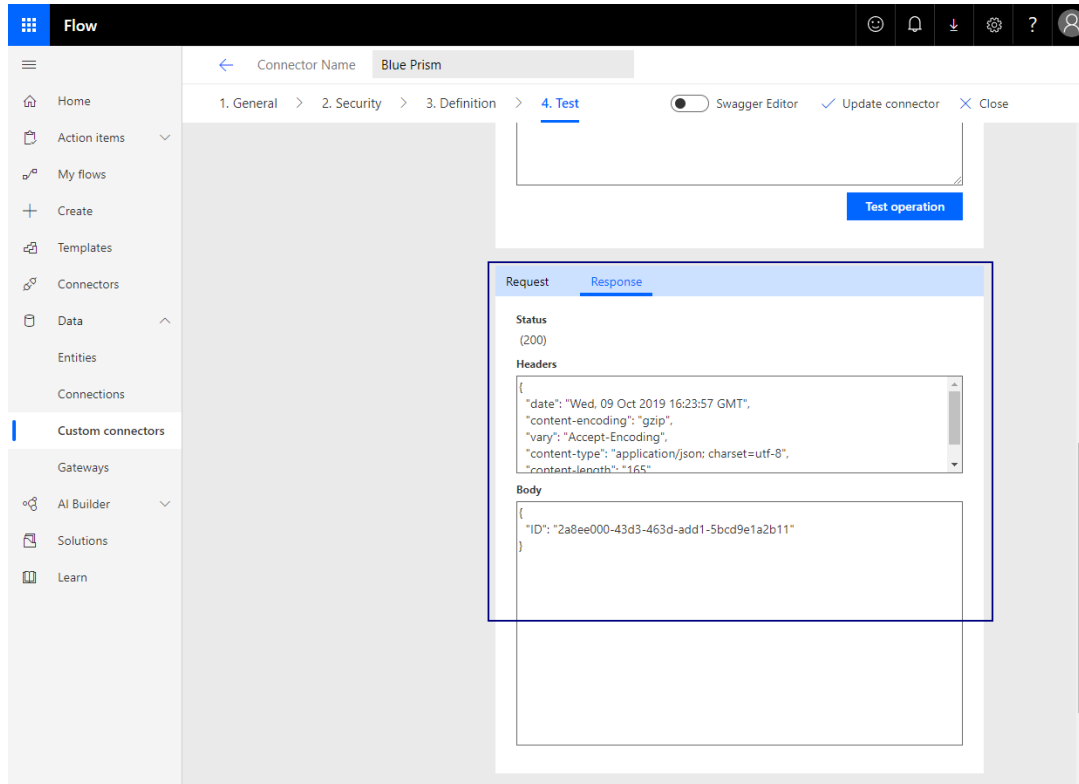 Flow
?
Connector Name
Blue Prism
1. General > 2. Security > 3. Definition > 4. Test
Swagger Editor
Update connector
Close
Home
Action items
My flows
Create
Templates
Connectors
Data
Entities
Connections
Custom connectors
Gateways
AI Builder
Solutions
Learn
Test operation
Request
Response
Status
(200)
Headers
{
"date": "Wed, 09 Oct 2019 16:23:57 GMT",
"content-encoding": "gzip",
"vary": "Accept-Encoding",
"content-type": "application/json; charset=utf-8",
"content-length": "165"
Body
{
"ID": "2a8ee000-43d3-463d-add1-5bcd9e1a2b11"
}